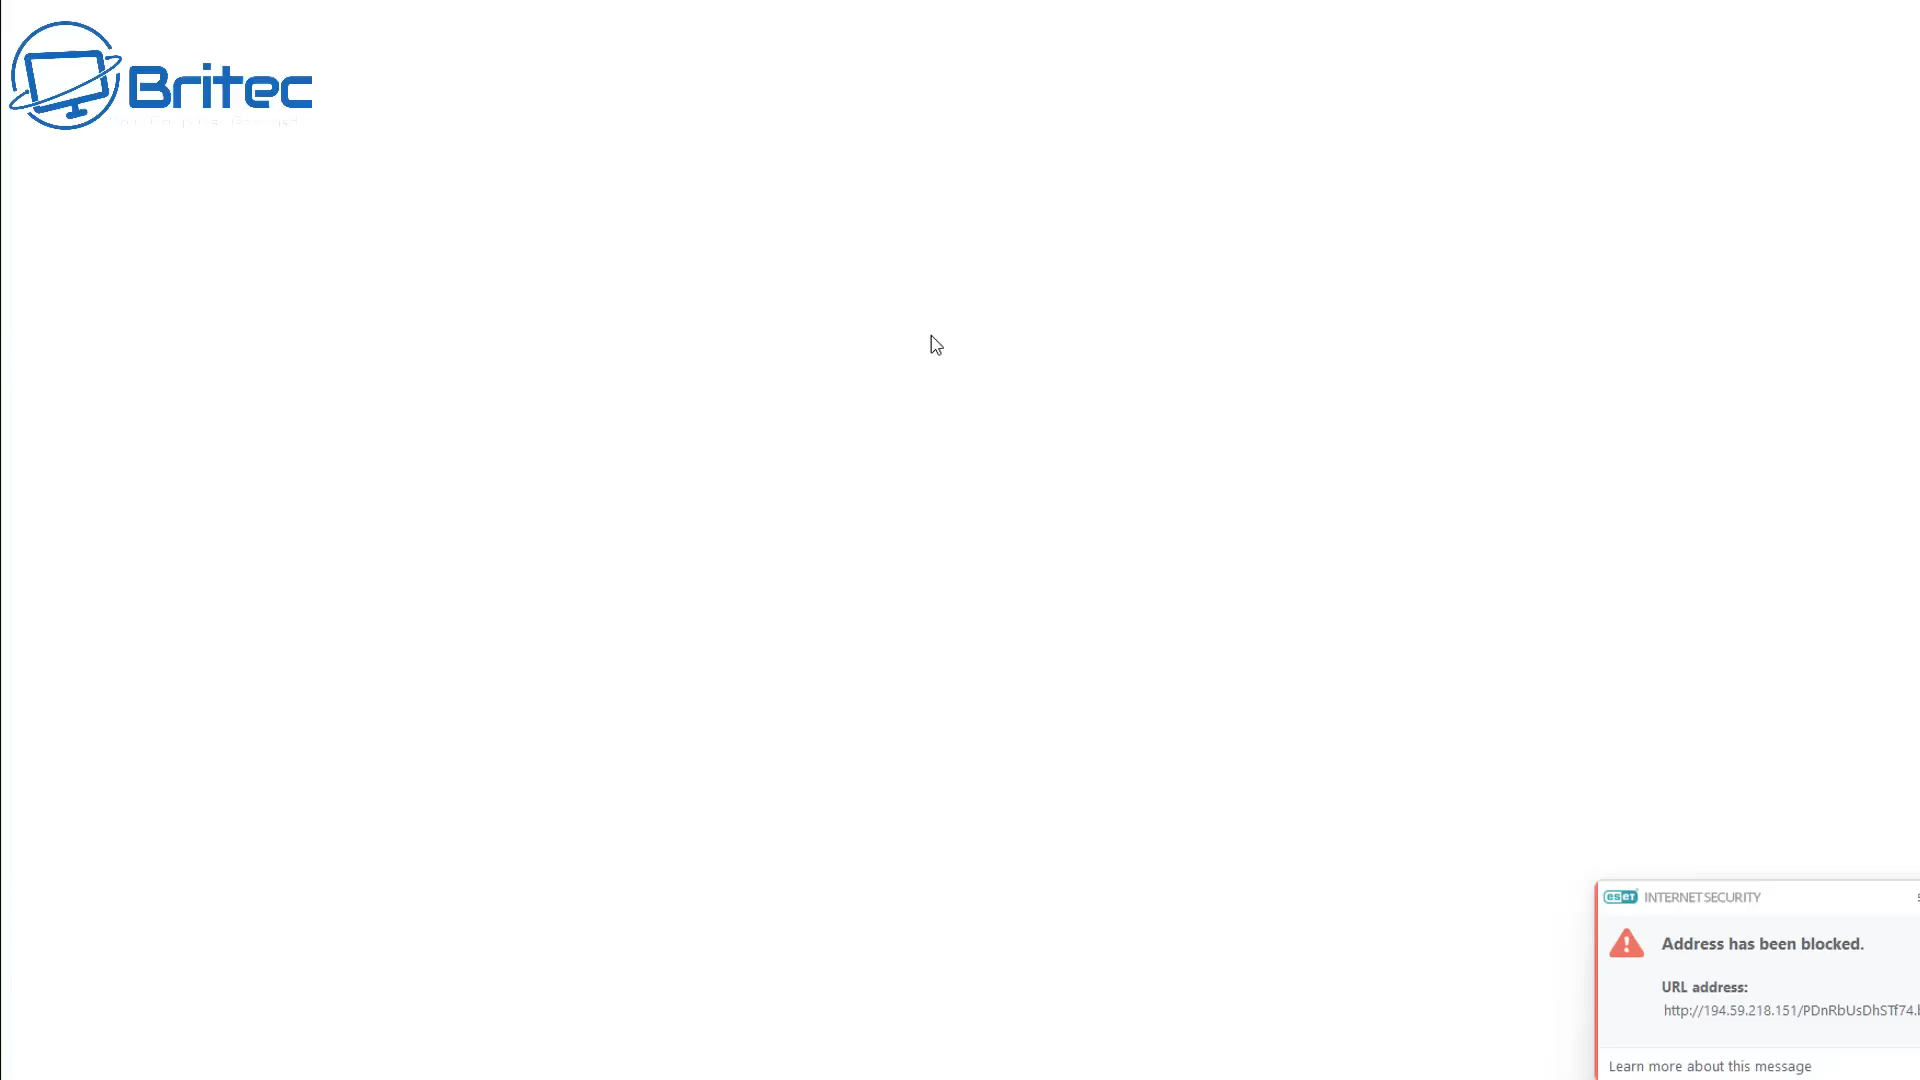 Britec
eseT INTERNET SECURITY
Address has been blocked.
URL address:
http://194.59.218.151/PDnRbUsDhSTf74.
Learn more about this message